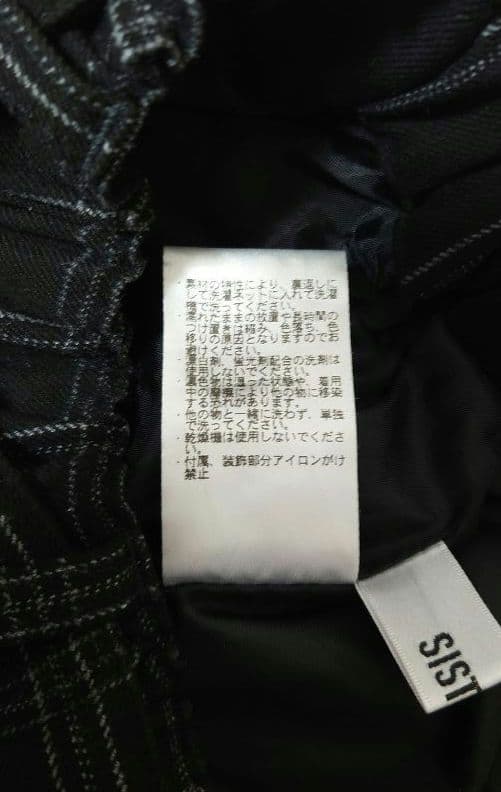 ・素材の特性により、裏返しに
して洗濯ネットに入れて洗濯
機で洗ってください。
・濡れたままの放置や長時間の
つけ置きは縮み、色落ち、色
移りの原因となりますのでお
避けください。
・漂白剤、蛍光剤配合の洗剤は
使用しないでください。
・濃色物は湿った状態や、着用
中の摩擦により他の物に移染
する恐れがあります。
・他の物と一緒に洗わず、単独
で洗ってください。
・乾燥機は使用しないでくださ
い。
・付属、装飾部分アイロンがけ
禁止
SIST